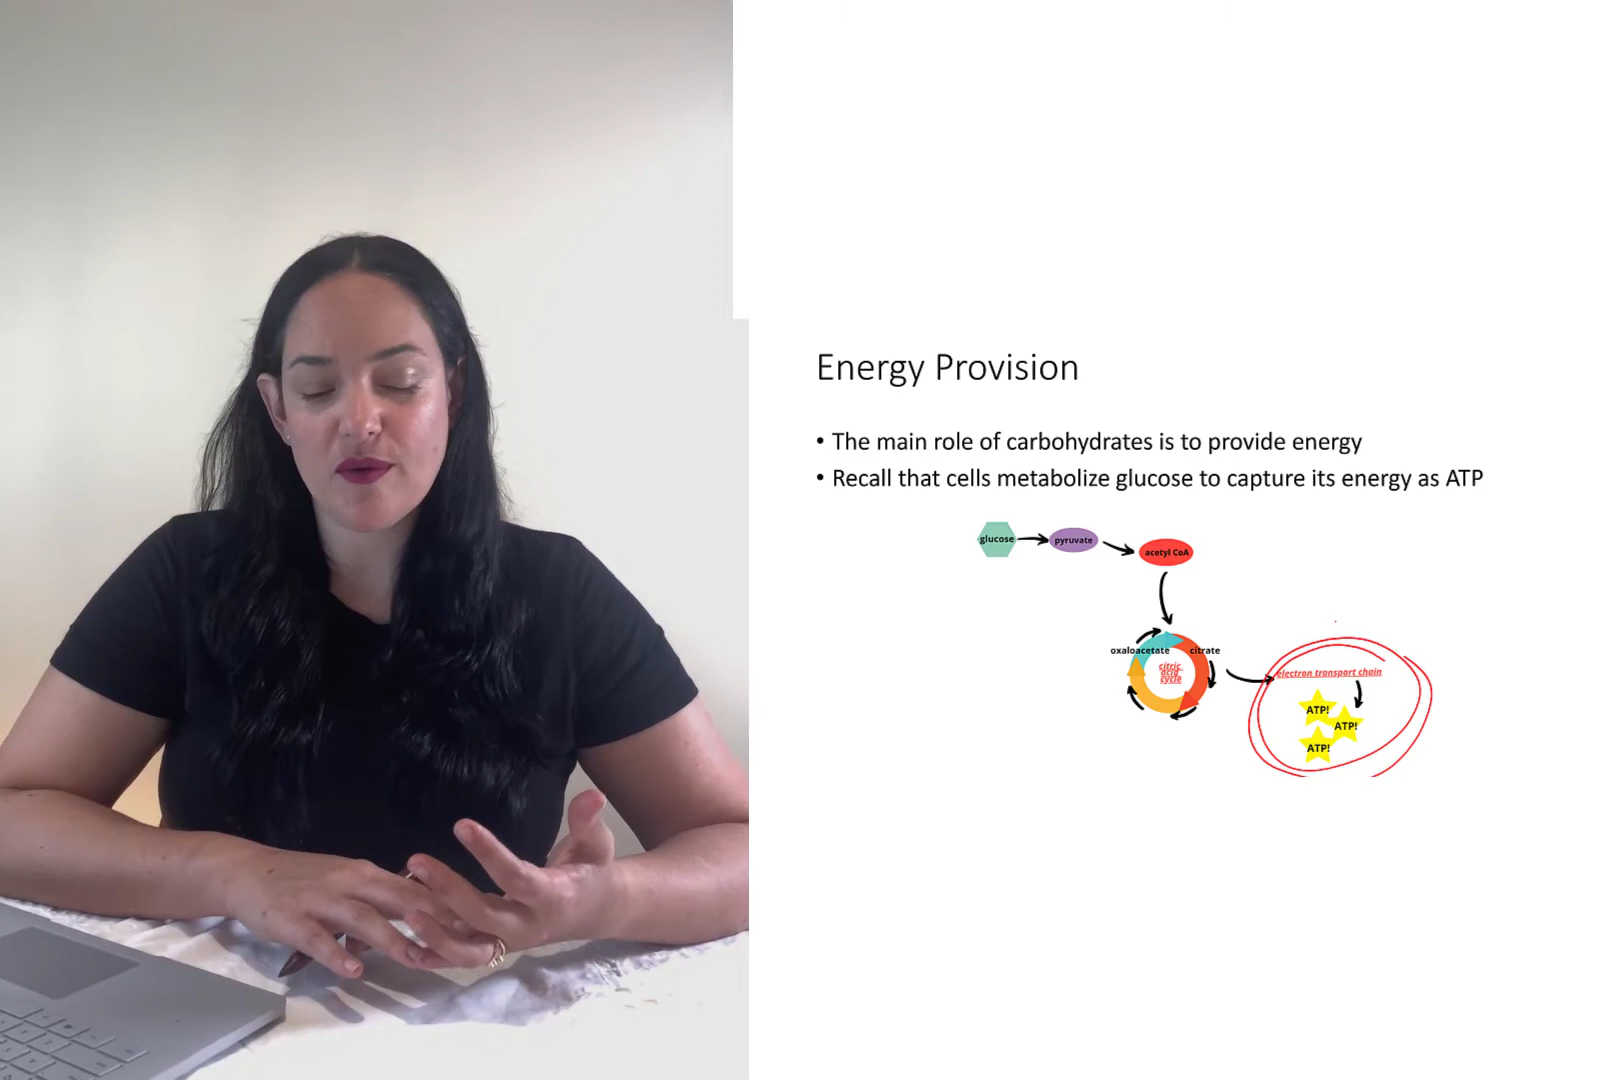 Energy Provision
• The main role of carbohydrates is to provide energy
• Recall that cells metabolize glucose to capture its energy as ATP
glucose
pyruvate
acetyl CoA
oxaloacetate
citrate
citric
acid
cycle
electron transport chain
ATP!
ATP!
ATP!